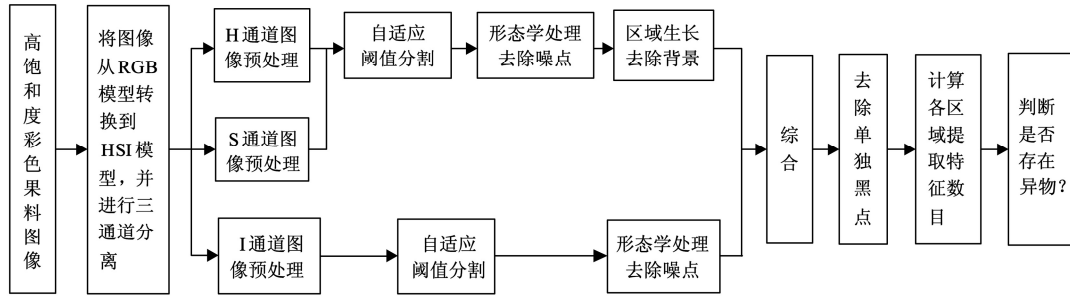 高饱和度彩色果料图像
将图像
从RGB
模型转
换到
HSI模
型，并
进行三
通道分
离
H通道图
像预处理
S通道图
像预处理
I通道图
像预处理
自适应
阈值分割
形态学处理
去除噪点
区域生长
去除背景
自适应
阈值分割
形态学处理
去除噪点
综合
去除单独黑点
计算
各区
域提
取特
征数
目
判断
是否
存在
异物？